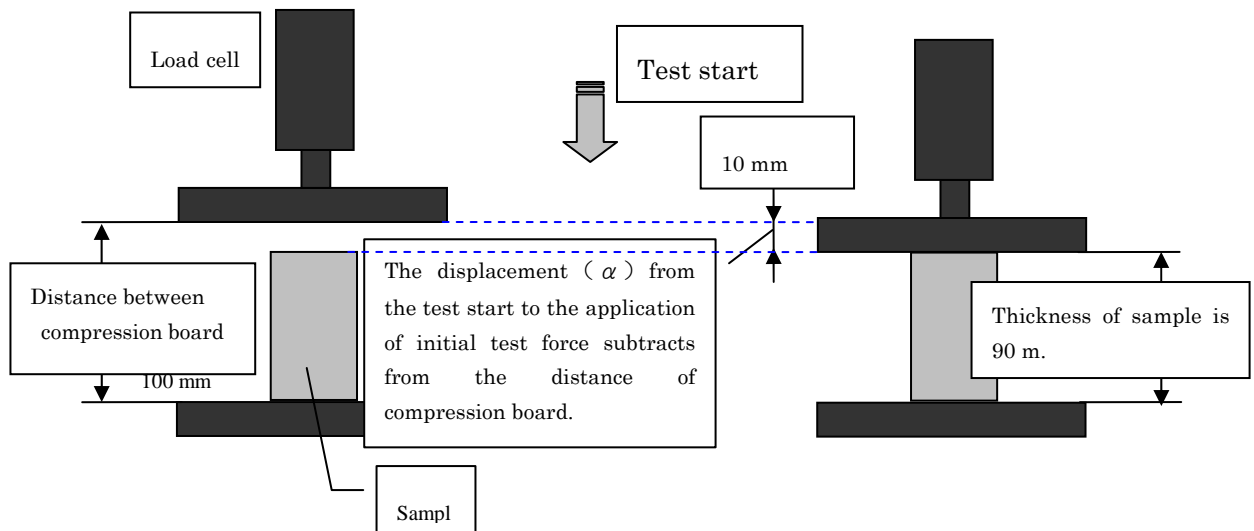 Load cell
Test start
10 mm
Distance between
compression board
100 mm
The displacement（α）from
the test start to the application
of initial test force subtracts
from the distance of
compression board.
Thickness of sample is
90 m.
Sampl